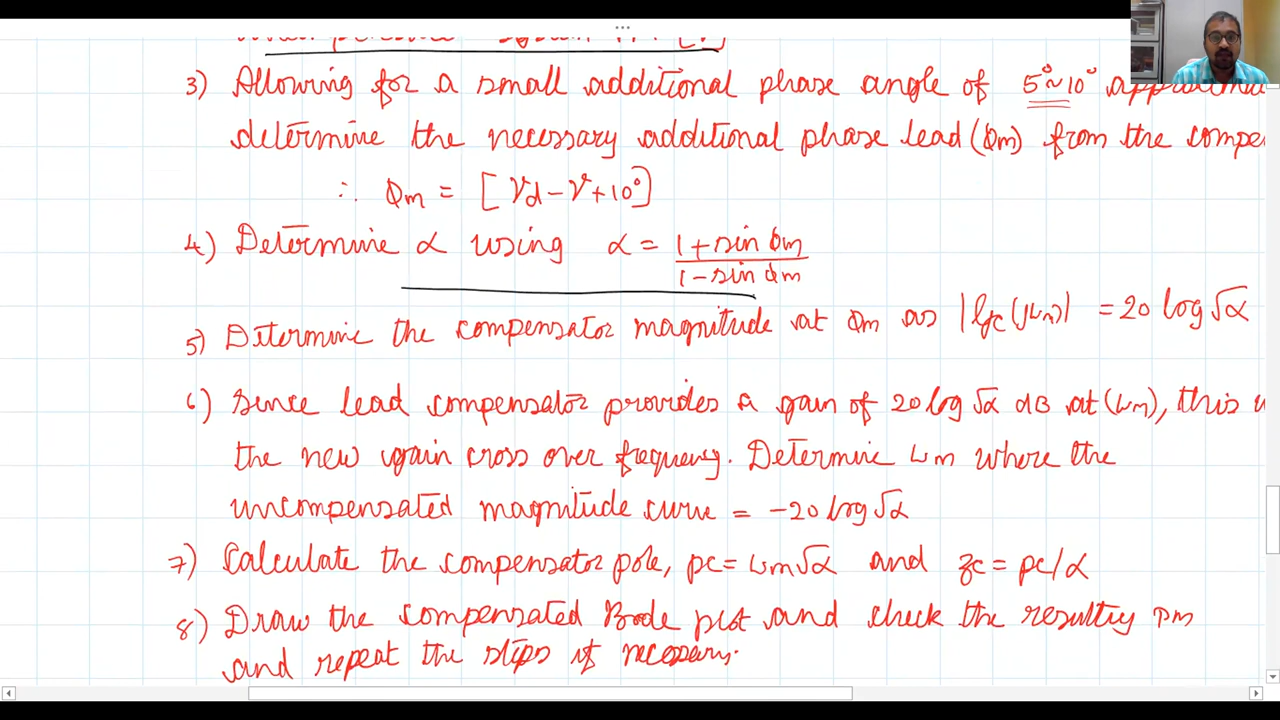 3) Allowing for a small additional phase angle of 5°~10°
determine the necessary additional phase lead (ϕm) from the
∴ ϕm = [γd - γ + 10°]
4) Determine α using α = 1 + sin ϕm / 1 - sin ϕm
5) Determine the compensator magnitude at ϕm as |Gc(jωm)| = 20 log √α
6) Since lead compensator provides a gain of 20 log √α dB at (ωm), this
the new gain cross over frequency. Determine ωm where the
uncompensated magnitude curve = -20 log √α
7) Calculate the compensator pole, pc = ωm √α and zc = pc/α
8) Draw the compensated Bode plot and check the resulting PM
and repeat the steps if necessary.